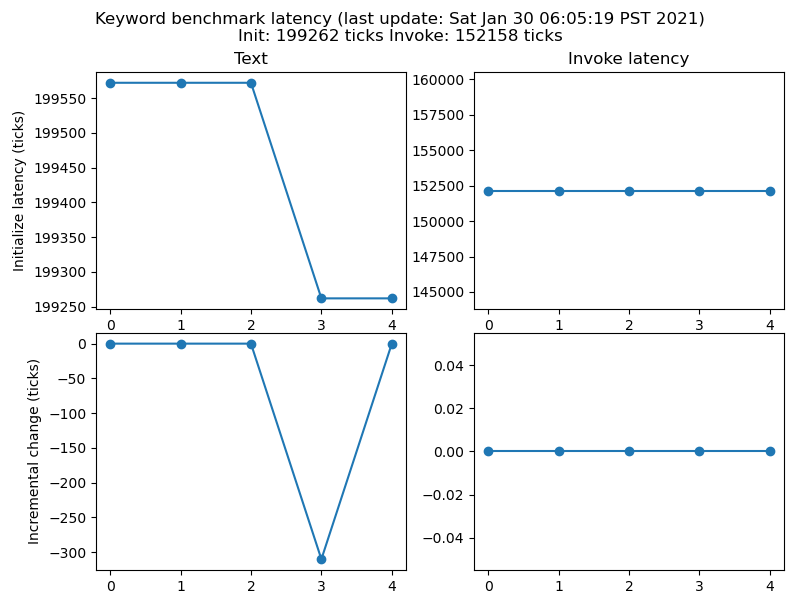 Keyword benchmark latency (last update: Sat Jan 30 06:05:19 PST 2021)
Init: 199262 ticks Invoke: 152158 ticks
Text
Initialize latency (ticks)
199550
199500
199450
199400
199350
199300
199250
0 1 2 3 4
Invoke latency
160000
157500
155000
152500
150000
147500
145000
0 1 2 3 4
Incremental change (ticks)
0
−50
−100
−150
−200
−250
−300
0 1 2 3 4
0.04
0.02
0.00
−0.02
−0.04
0 1 2 3 4